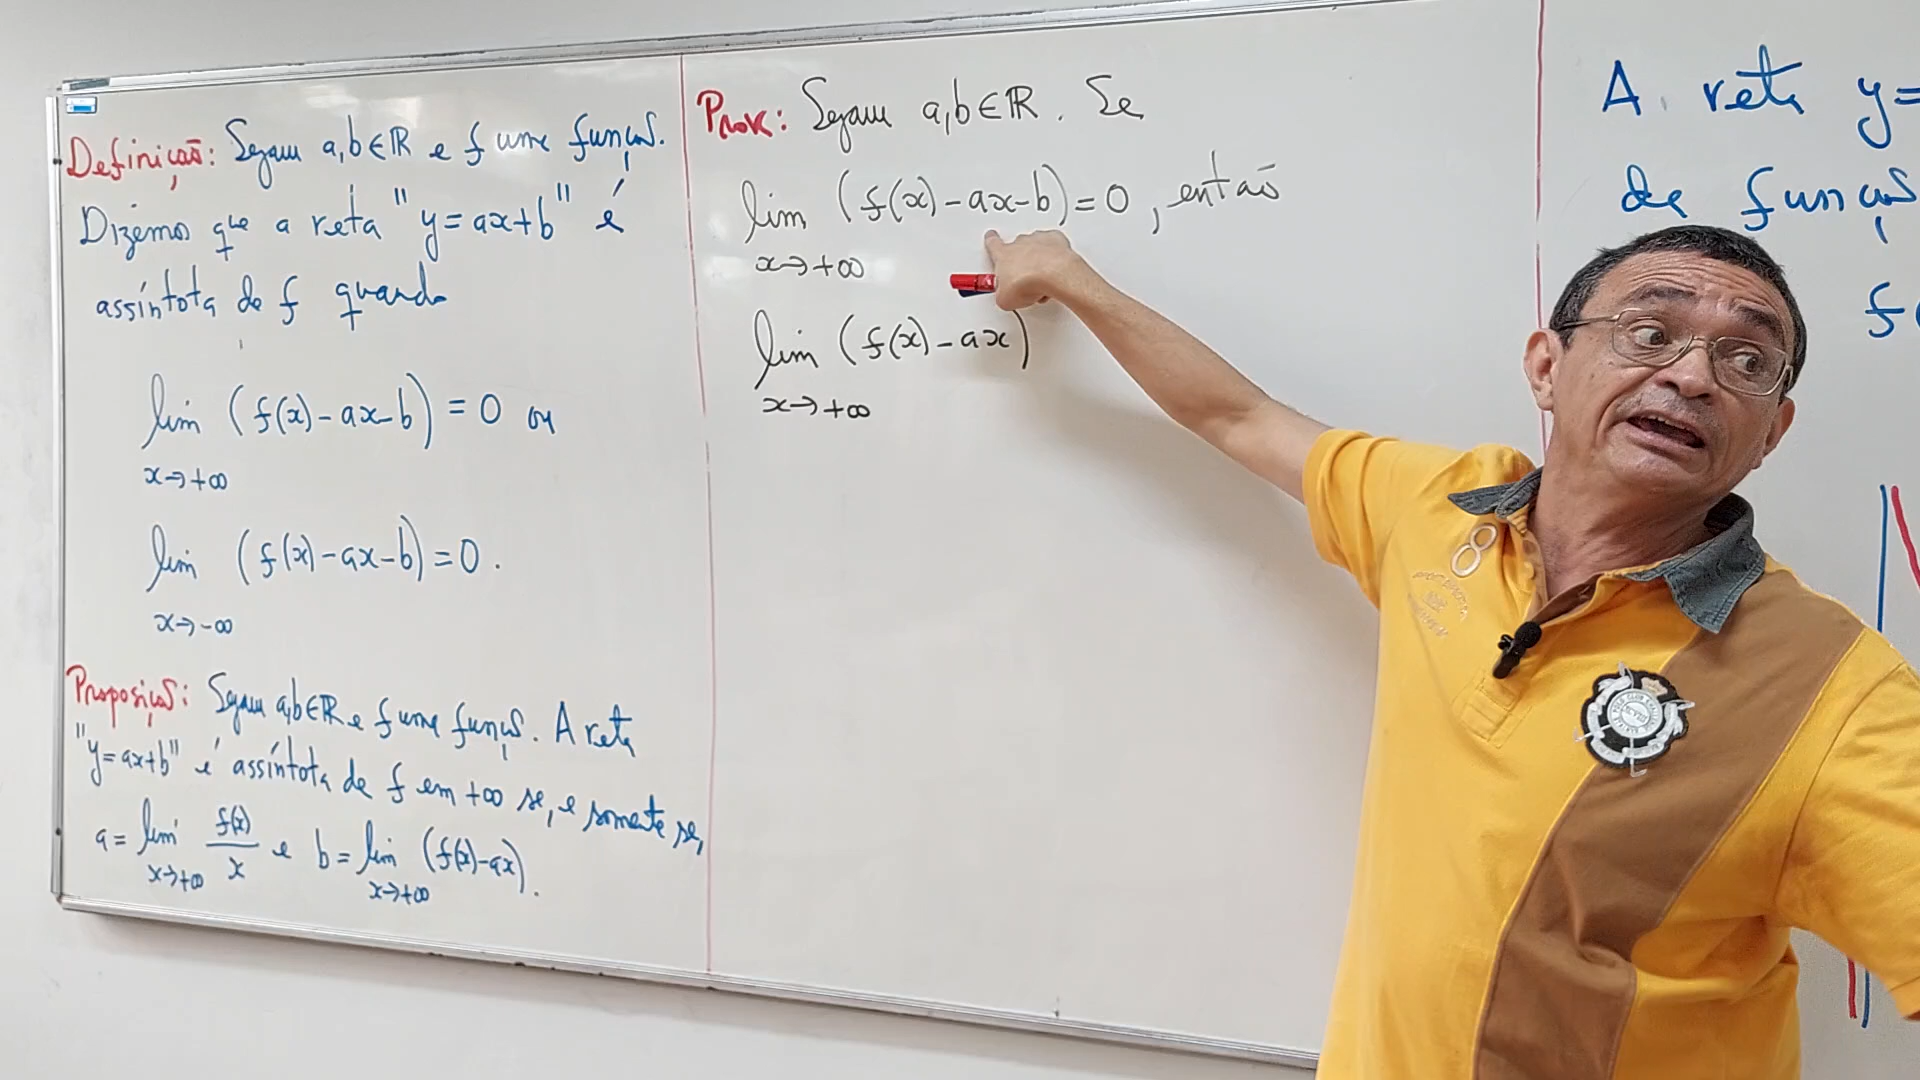 Definição: Sejam a,b∈ℝ e f uma função.
Dizemos que a reta "y=ax+b" é
assíntota de f quando
lim (f(x)-ax-b) = 0 ou
x→+∞
lim (f(x)-ax-b) = 0.
x→-∞
Proposição: Sejam a,b∈ℝ e f uma função. A reta
"y=ax+b" é assíntota de f em +∞ se, e somente se,
a = lim f(x)/x e b = lim (f(x)-ax).
x→+∞ x→+∞
Prova: Sejam a,b∈ℝ. Se
lim (f(x)-ax-b) = 0, então
x→+∞
lim (f(x)-ax)
x→+∞
A reta y=
de função
f(
8